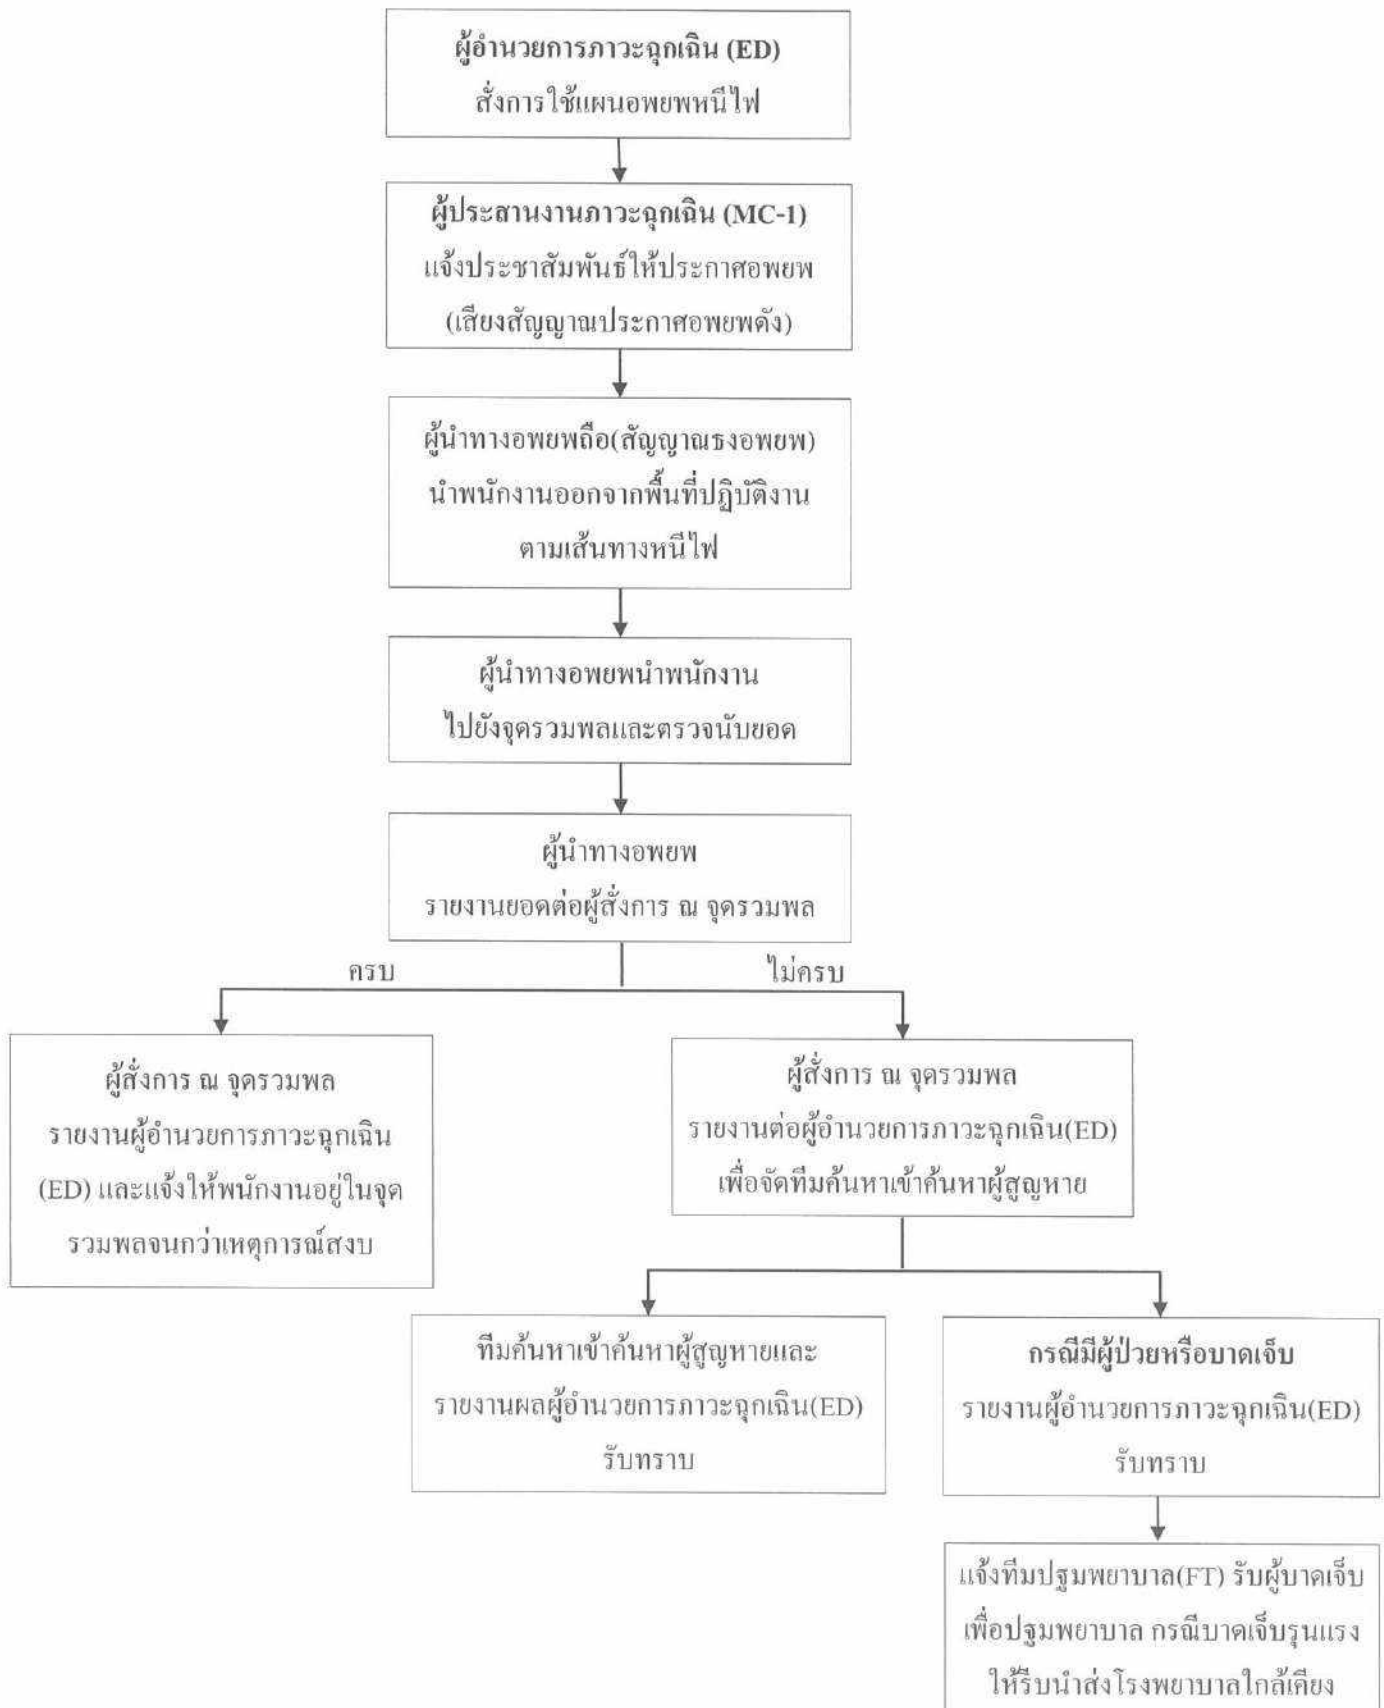 ผู้อำนวยการภาวะฉุกเฉิน (ED)
สั่งการใช้แผนอพยพหนีไฟ
ผู้ประสานงานภาวะฉุกเฉิน (MC-1)
แจ้งประชาสัมพันธ์ให้ประกาศอพยพ
(เสียงสัญญาณประกาศอพยพดัง)
ผู้นำทางอพยพถือ(สัญญาณธงอพยพ)
นำพนักงานออกจากพื้นที่ปฏิบัติงาน
ตามเส้นทางหนีไฟ
ผู้นำทางอพยพนำพนักงาน
ไปยังจุดรวมพลและตรวจนับยอด
ผู้นำทางอพยพ
รายงานยอดต่อผู้สั่งการ ณ จุดรวมพล
ครบ
ไม่ครบ
ผู้สั่งการ ณ จุดรวมพล
รายงานผู้อำนวยการภาวะฉุกเฉิน
(ED) และแจ้งให้พนักงานอยู่ในจุด
รวมพลจนกว่าเหตุการณ์สงบ
ผู้สั่งการ ณ จุดรวมพล
รายงานต่อผู้อำนวยการภาวะฉุกเฉิน(ED)
เพื่อจัดทีมค้นหาเข้าค้นหาผู้สูญหาย
ทีมค้นหาเข้าค้นหาผู้สูญหายและ
รายงานผลผู้อำนวยการภาวะฉุกเฉิน(ED)
รับทราบ
กรณีมีผู้ป่วยหรือบาดเจ็บ
รายงานผู้อำนวยการภาวะฉุกเฉิน(ED)
รับทราบ
แจ้งทีมปฐมพยาบาล(FT) รับผู้บาดเจ็บ
เพื่อปฐมพยาบาล กรณีบาดเจ็บรุนแรง
ให้รีบนำส่งโรงพยาบาลใกล้เคียง